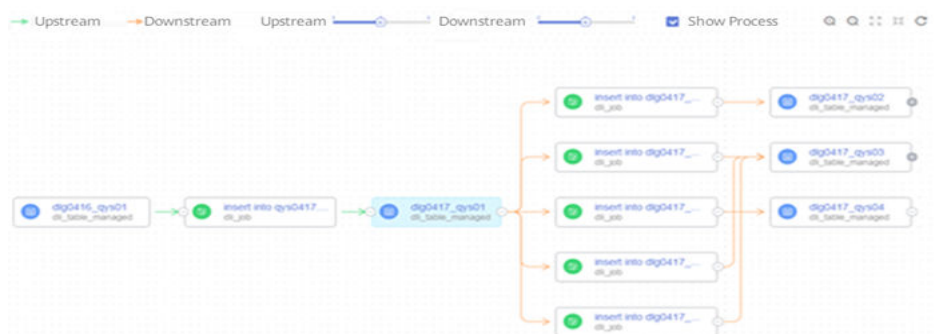 Upstream Downstream Upstream Downstream Show Process
insert into dlg0417_...
dli_job
dlg0417_qys02
dli_table_managed
insert into dlg0417_...
dli_job
dlg0417_qys03
dli_table_managed
dlg0416_qys01
dli_table_managed
insert into qys0417...
dli_job
dlg0417_qys01
dli_table_managed
insert into dlg0417_...
dli_job
dlg0417_qys04
dli_table_managed
insert into dlg0417_...
dli_job
insert into dlg0417_...
dli_job